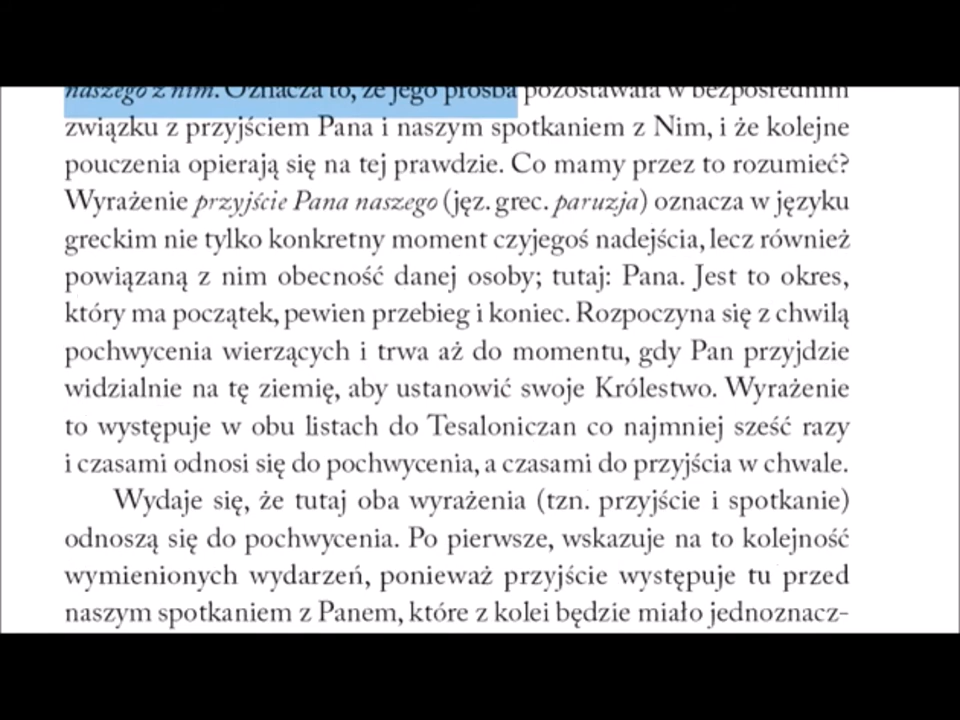 naszego z nim. Oznacza to, że jego prośba pozostawała w bezpośrednim
związku z przyjściem Pana i naszym spotkaniem z Nim, i że kolejne
pouczenia opierają się na tej prawdzie. Co mamy przez to rozumieć?
Wyrażenie przyjście Pana naszego (jęz. grec. paruzja) oznacza w języku
greckim nie tylko konkretny moment czyjegoś nadejścia, lecz również
powiązaną z nim obecność danej osoby; tutaj: Pana. Jest to okres,
który ma początek, pewien przebieg i koniec. Rozpoczyna się z chwilą
pochwycenia wierzących i trwa aż do momentu, gdy Pan przyjdzie
widzialnie na tę ziemię, aby ustanowić swoje Królestwo. Wyrażenie
to występuje w obu listach do Tesaloniczan co najmniej sześć razy
i czasami odnosi się do pochwycenia, a czasami do przyjścia w chwale.
Wydaje się, że tutaj oba wyrażenia (tzn. przyjście i spotkanie)
odnoszą się do pochwycenia. Po pierwsze, wskazuje na to kolejność
wymienionych wydarzeń, ponieważ przyjście występuje tu przed
naszym spotkaniem z Panem, które z kolei będzie miało jednoznacz-